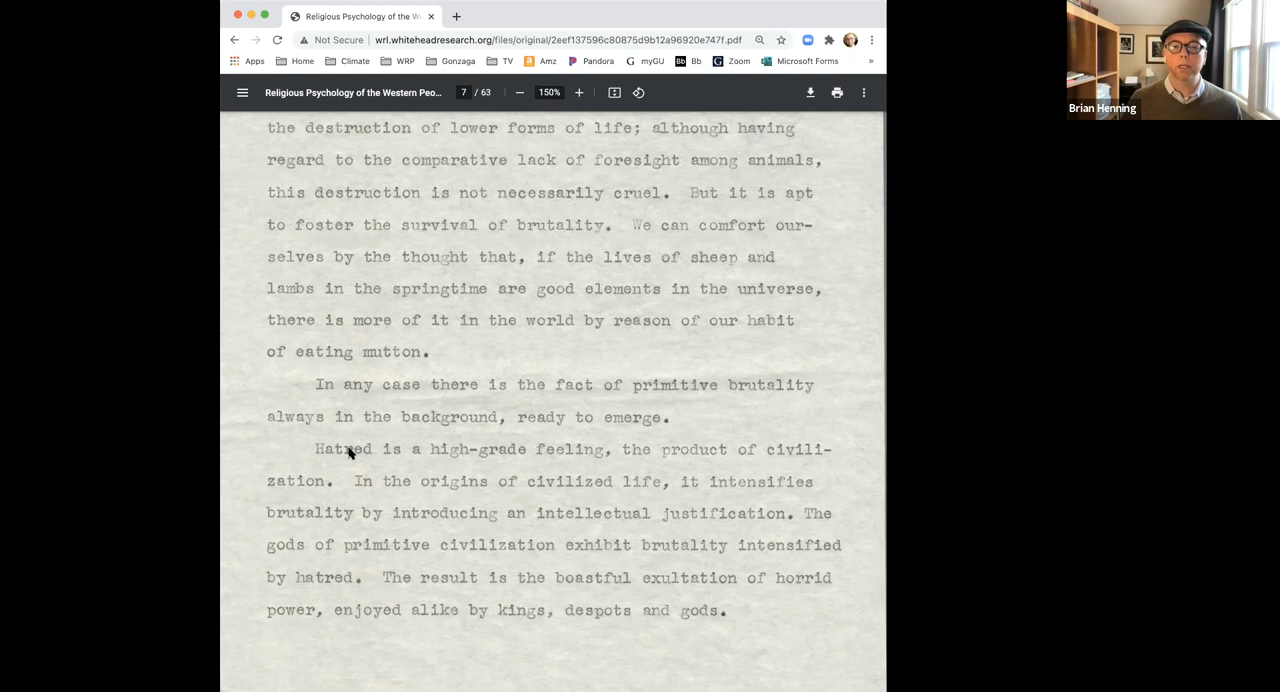 Religious Psychology of the We
Not Secure
wrl.whiteheadresearch.org/files/original/2eef137596c80875d9b12a96920e747f.pdf
Apps Home Climate WRP Gonzaga TV Amz Pandora myGU Bb Zoom Microsoft Forms »
Religious Psychology of the Western Peo... 7 / 63 150%
Brian Henning
the destruction of lower forms of life; although having
regard to the comparative lack of foresight among animals,
this destruction is not necessarily cruel. But it is apt
to foster the survival of brutality. We can comfort our-
selves by the thought that, if the lives of sheep and
lambs in the springtime are good elements in the universe,
there is more of it in the world by reason of our habit
of eating mutton.
In any case there is the fact of primitive brutality
always in the background, ready to emerge.
Hatred is a high-grade feeling, the product of civili-
zation. In the origins of civilized life, it intensifies
brutality by introducing an intellectual justification. The
gods of primitive civilization exhibit brutality intensified
by hatred. The result is the boastful exultation of horrid
power, enjoyed alike by kings, despots and gods.